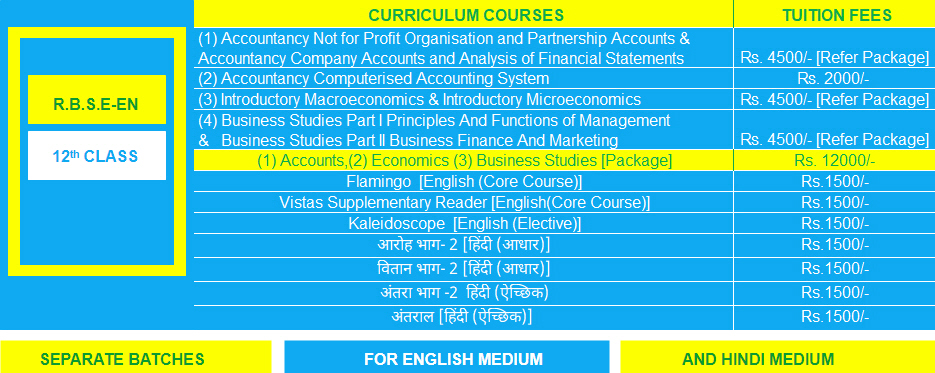 CURRICULUM COURSES TUITION FEES
(1) Accountancy Not for Profit Organisation and Partnership Accounts &
Accountancy Company Accounts and Analysis of Financial Statements Rs. 4500/- [Refer Package]
(2) Accountancy Computerised Accounting System Rs. 2000/-
(3) Introductory Macroeconomics & Introductory Microeconomics Rs. 4500/- [Refer Package]
(4) Business Studies Part I Principles And Functions of Management
& Business Studies Part II Business Finance And Marketing Rs. 4500/- [Refer Package]
(1) Accounts,(2) Economics (3) Business Studies [Package] Rs. 12000/-
Flamingo [English (Core Course)] Rs.1500/-
Vistas Supplementary Reader [English(Core Course)] Rs.1500/-
Kaleidoscope [English (Elective)] Rs.1500/-
आरोह भाग- 2 [हिंदी (आधार)] Rs.1500/-
वितान भाग- 2 [हिंदी (आधार)] Rs.1500/-
अंतरा भाग -2 हिंदी (ऐच्छिक) Rs.1500/-
अंतराल [हिंदी (ऐच्छिक)] Rs.1500/-
R.B.S.E-EN
12th CLASS
SEPARATE BATCHES FOR ENGLISH MEDIUM AND HINDI MEDIUM